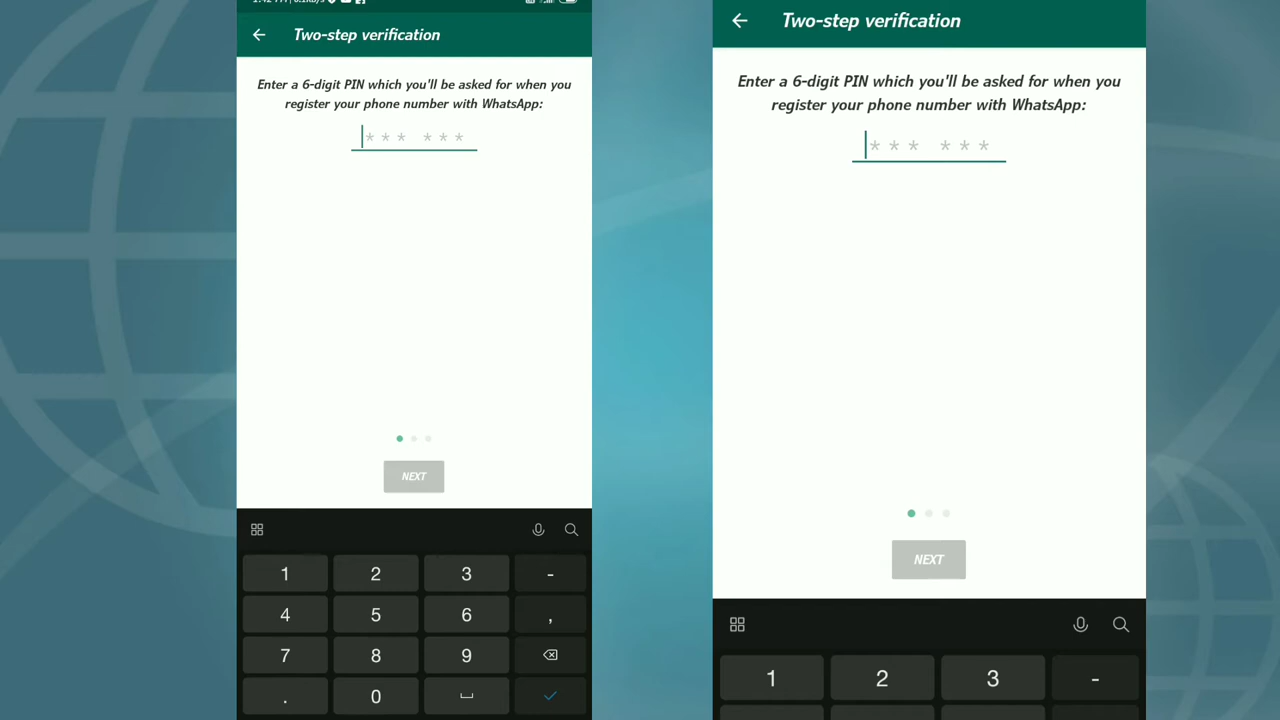 Two-step verification
Enter a 6-digit PIN which you'll be asked for when you
register your phone number with WhatsApp:
*** ***
NEXT
1 2 3 -
4 5 6 ,
7 8 9
. 0
Two-step verification
Enter a 6-digit PIN which you'll be asked for when you
register your phone number with WhatsApp:
*** ***
NEXT
1 2 3 -